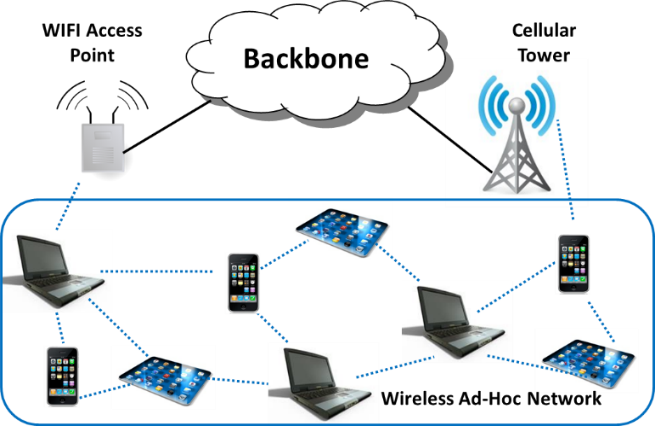 WIFI Access
Point
Backbone
Cellular
Tower
Wireless Ad-Hoc Network